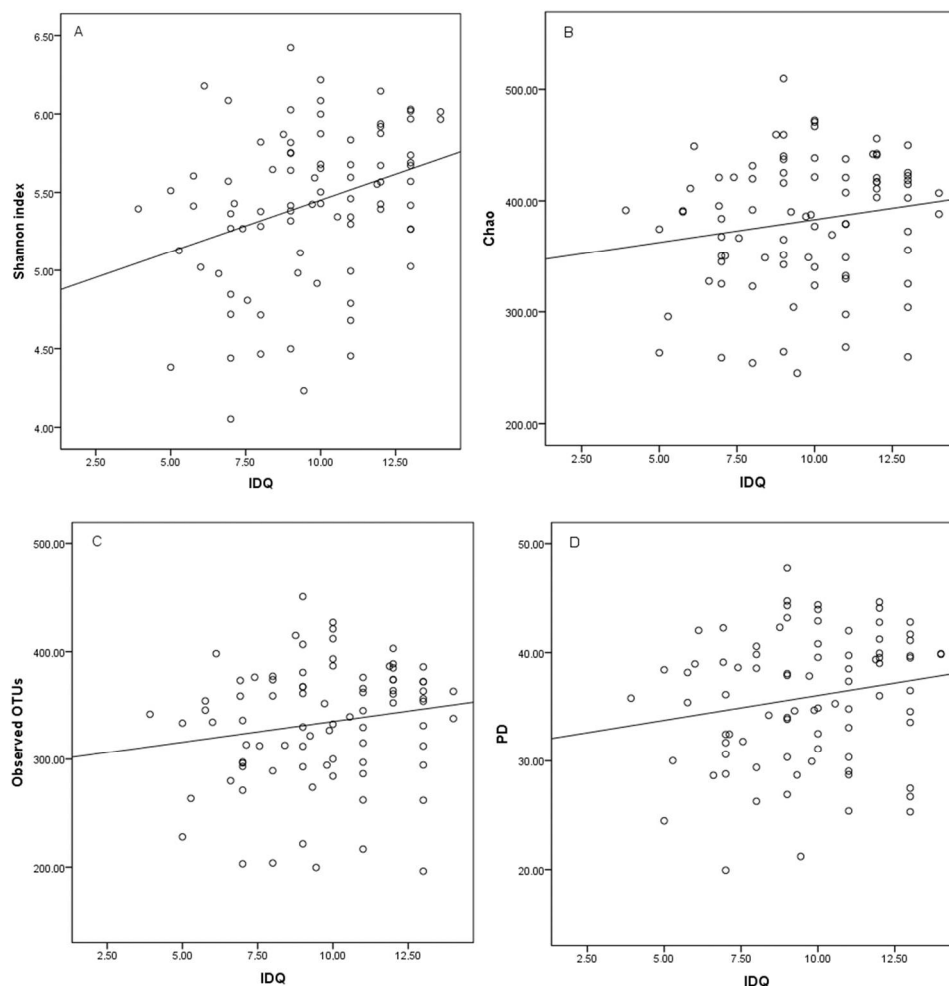 A
6.50
6.00
5.50
5.00
4.50
4.00
Shannon index
2.50 5.00 7.50 10.00 12.50
IDQ
B
500.00
400.00
300.00
200.00
Chao
2.50 5.00 7.50 10.00 12.50
IDQ
C
500.00
400.00
300.00
200.00
Observed OTUs
2.50 5.00 7.50 10.00 12.50
IDQ
D
50.00
40.00
30.00
20.00
PD
2.50 5.00 7.50 10.00 12.50
IDQ